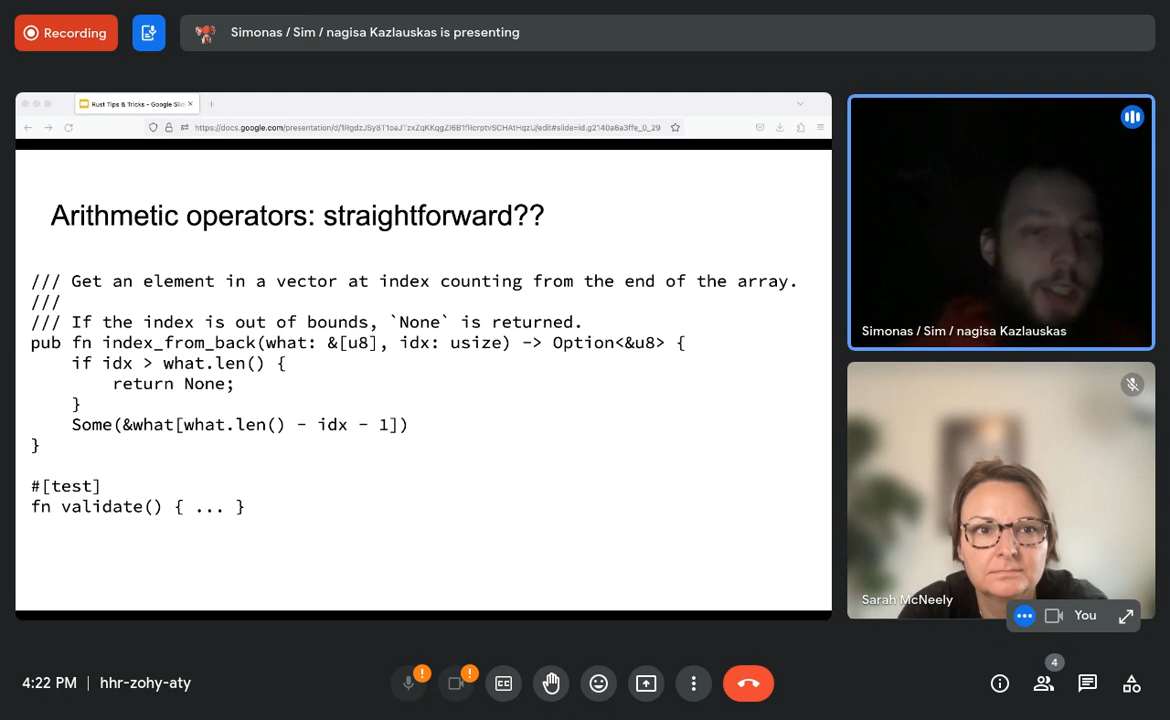 Recording
Simonas / Sim / nagisa Kazlauskas is presenting
Rust Tips & Tricks - Google Sli
Arithmetic operators: straightforward??
/// Get an element in a vector at index counting from the end of the array.
///
/// If the index is out of bounds, `None` is returned.
pub fn index_from_back(what: &[u8], idx: usize) -> Option<&u8> {
    if idx > what.len() {
        return None;
    }
    Some(&what[what.len() - idx - 1])
}
#[test]
fn validate() { ... }
Simonas / Sim / nagisa Kazlauskas
Sarah McNeely
You
4:22 PM | hhr-zohy-aty
4